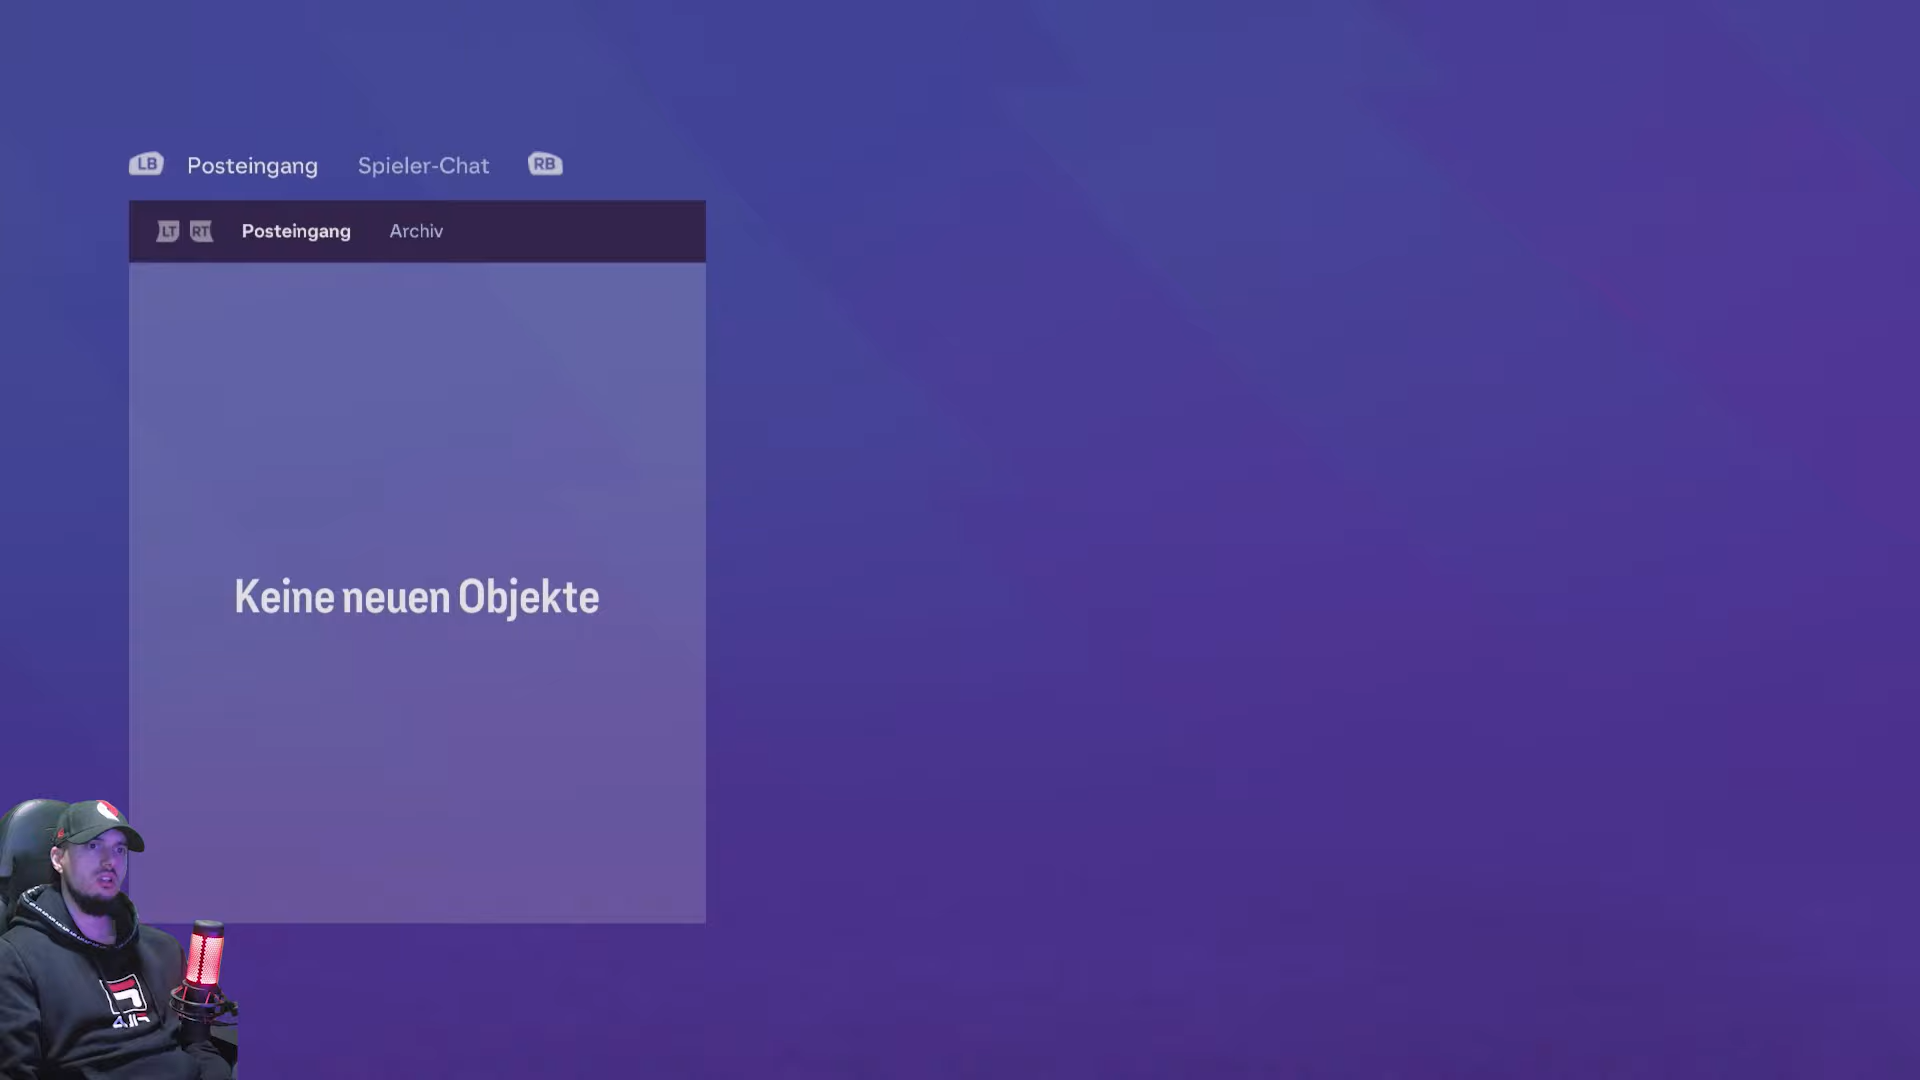 LB Posteingang Spieler-Chat RB
LT RT Posteingang Archiv
Keine neuen Objekte